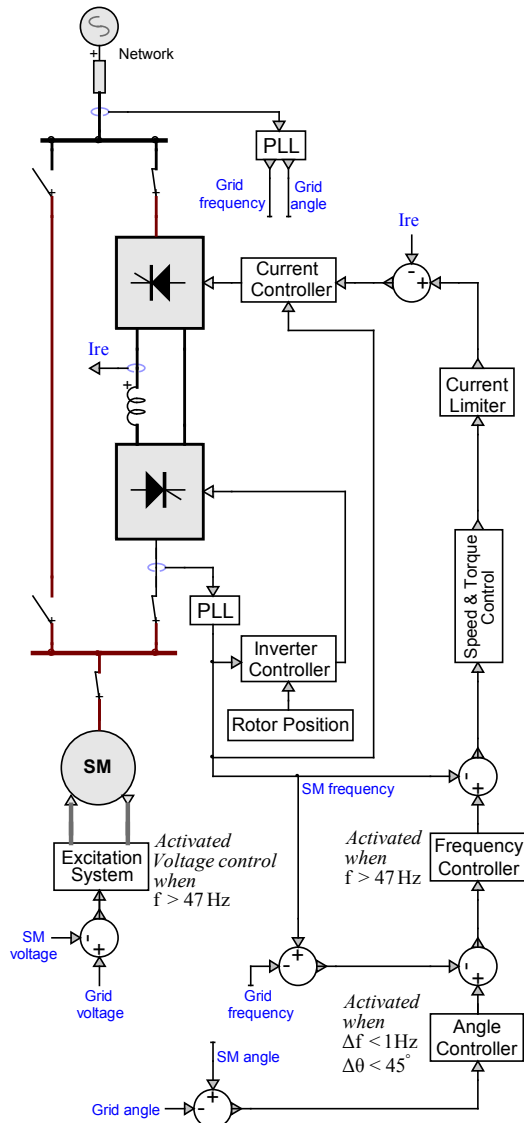 Network
PLL
Grid
frequency
Grid
angle
Ire
Current
Controller
Ire
Current
Limiter
Speed & Torque
Control
PLL
Inverter
Controller
Rotor Position
SM
SM frequency
Activated
Voltage control
when
f > 47 Hz
Excitation
System
Activated
when
f > 47 Hz
Frequency
Controller
SM
voltage
Grid
voltage
Grid
frequency
Activated
when
Δf < 1Hz
Δθ < 45°
Angle
Controller
SM angle
Grid angle